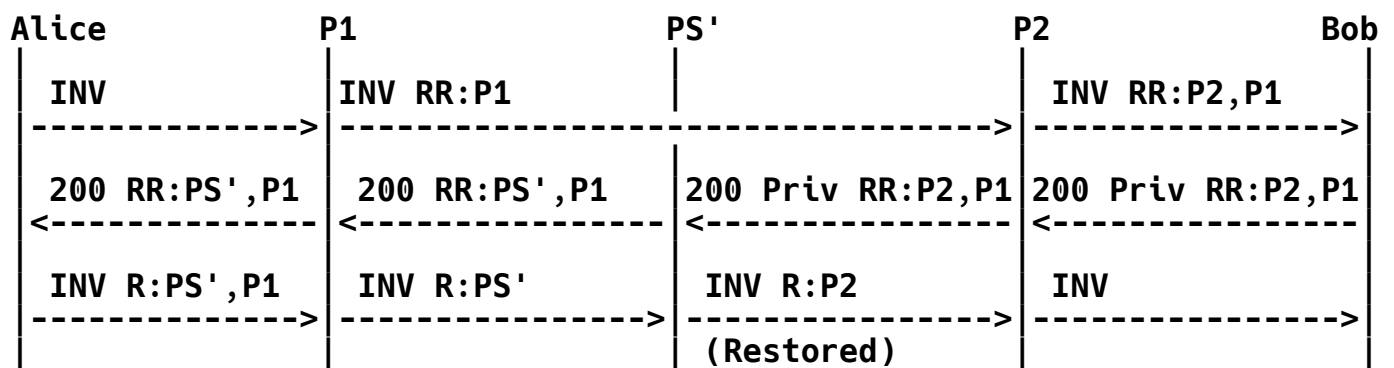 Alice P1 PS' P2 Bob
INV INV RR:P1 INV RR:P2,P1
200 RR:PS',P1 200 RR:PS',P1 200 Priv RR:P2,P1 200 Priv RR:P2,P1
INV R:PS',P1 INV R:PS' INV R:P2 INV
(Restored)